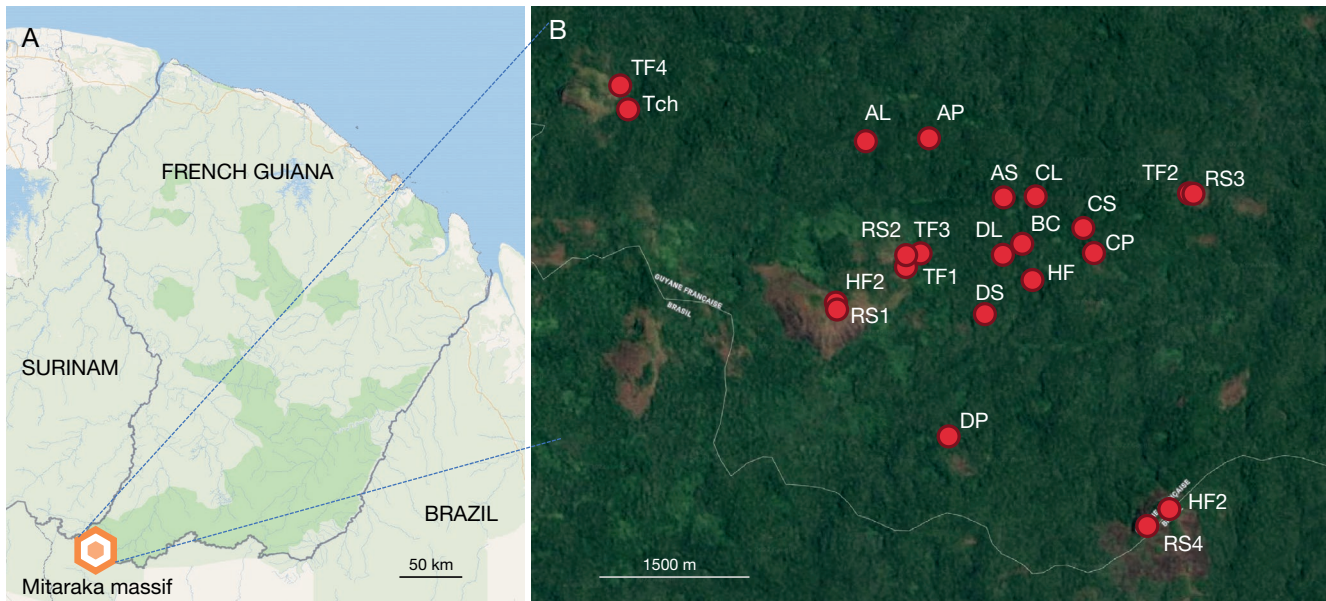 A
FRENCH GUIANA
SURINAM
BRAZIL
50 km
Mitaraka massif
B
TF4
Tch
AL
AP
AS
CL
TF2
RS3
CS
BC
DL
CP
RS2
TF3
TF1
HF
HF2
RS1
DS
GUYANE FRANÇAISE
BRASIL
DP
HF2
RS4
1500 m